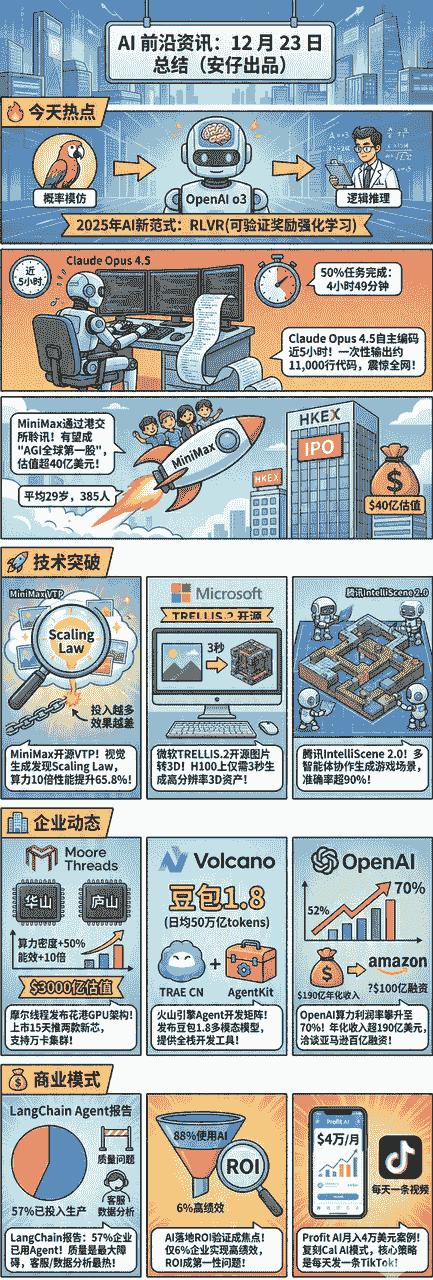 AI 前沿资讯：12 月 23 日
总结（安仔出品）
今天热点
概率模仿
OpenAI o3
逻辑推理
2025年AI新范式：RLVR(可验证奖励强化学习)
近
5小时
Claude Opus 4.5
50%任务完成：
4小时49分钟
Claude Opus 4.5自主编码
近5小时！一次性输出约
11,000行代码，震惊全网！
MiniMax通过港交
所聆讯！有望成
"AGI全球第一股"，
估值超40亿美元！
平均29岁，385人
MiniMax
HKEX
HKEX
IPO
$
$40亿估值
技术突破
MiniMaxVTP
Scaling
Law
投入越多
效果越差
MiniMax开源VTP！视觉
生成发现Scaling Law，
算力10倍性能提升65.8%！
Microsoft
TRELLIS.2 开源
3秒
微软TRELLIS.2开源图片
转3D！H100上仅需3秒生
成高分辨率3D资产！
腾讯IntelliScene 2.0
腾讯IntelliScene 2.0！多
智能体协作生成游戏场景，
准确率超90%！
企业动态
Moore
Threads
华山
庐山
算力密度+50%
能效+10倍
$3000亿估值
摩尔线程发布花港GPU架构！
上市15天推两款新芯，
支持万卡集群！
Volcano
豆包1.8
(日均50万亿tokens)
TRAE CN
+
AgentKit
火山引擎Agent开发矩阵！
发布豆包1.8多模态模型，
提供全栈开发工具！
OpenAI
52%
70%
$
$190亿年化收入
amazon
?$100亿融资
OpenAI算力利润率攀升至
70%！年化收入超190亿美元，
洽谈亚马逊百亿融资！
商业模式
LangChain Agent报告
质量问题
客服
数据分析
57%已投入生产
LangChain报告：57%企业
已用Agent！质量是最大障
碍，客服/数据分析最热！
88%使用AI
ROI
6%高绩效
AI落地ROI验证成焦点！
仅6%企业实现高绩效，
ROI成第一性问题！
Profit AI
$4万/月
每天一条视频
Profit AI月入4万美元案例！
复刻Cal AI模式，核心策略
是每天发一条TikTok！